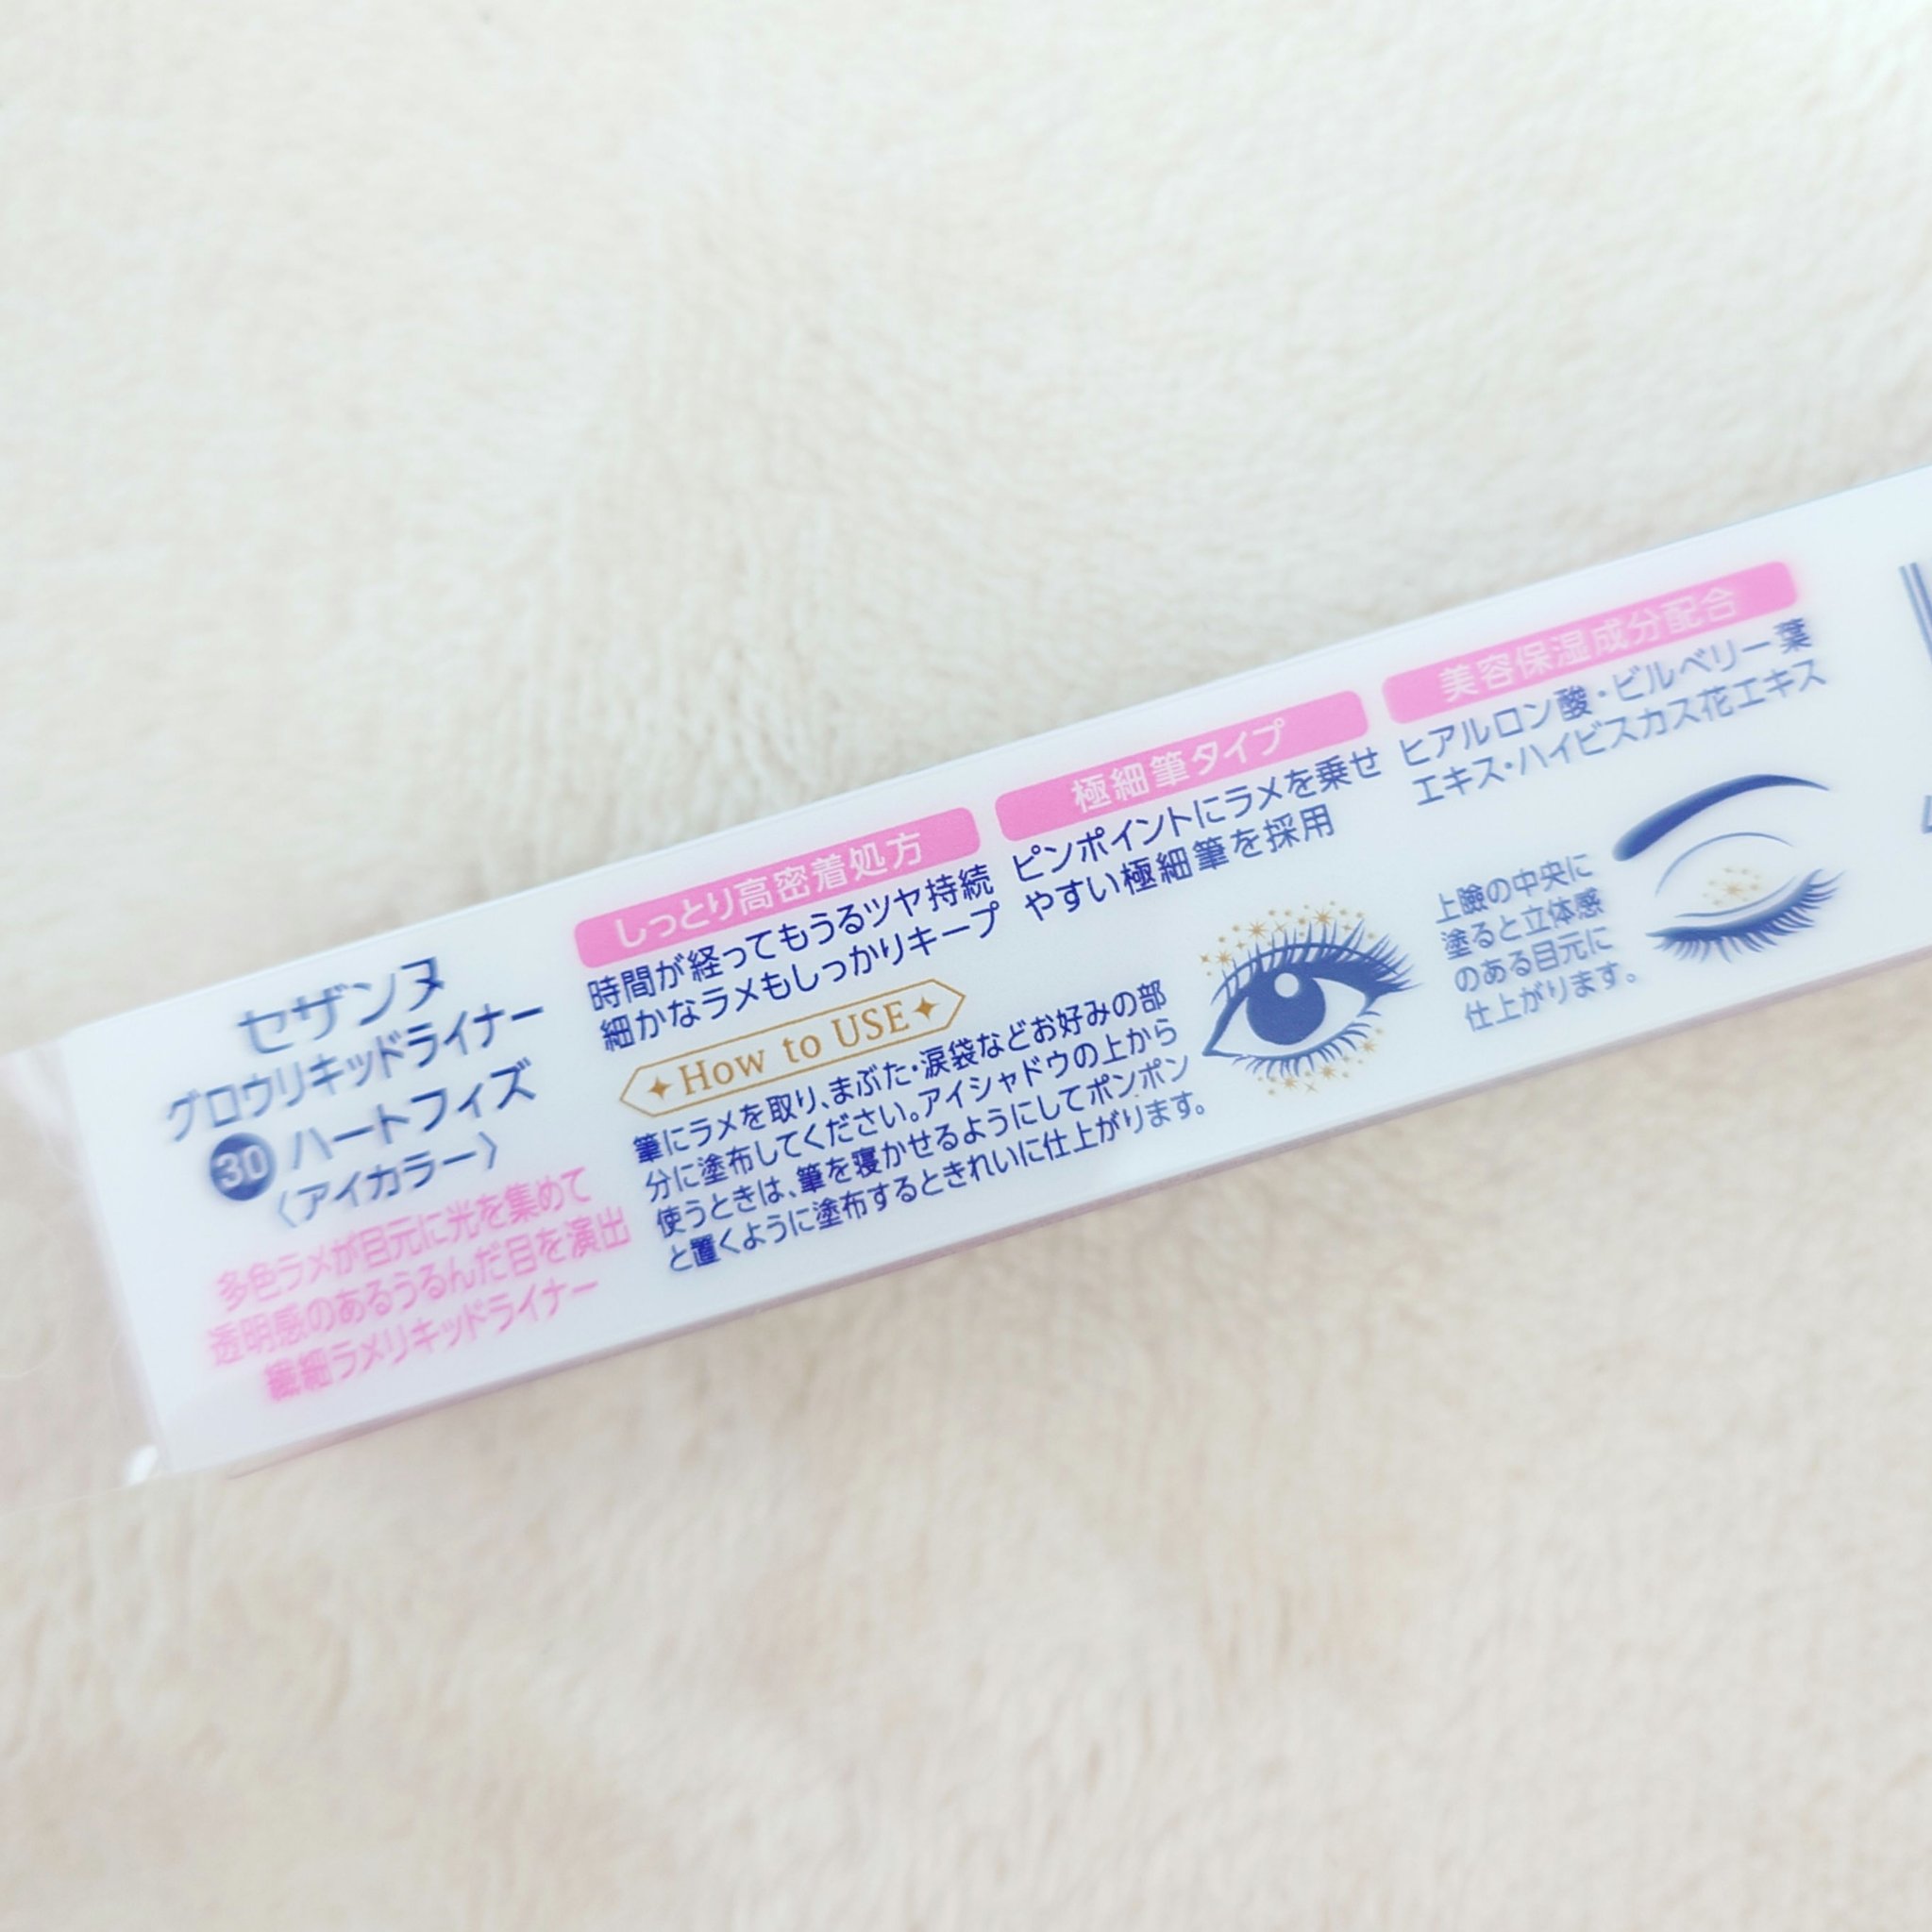 セザンヌ
グロウリキッドライナー
30 ハートフィズ
〈アイカラー〉
多色ラメが目元に光を集めて
透明感のあるうるんだ目を演出
繊細ラメリキッドライナー
しっとり高密着処方
時間が経ってもうるツヤ持続
細かなラメもしっかりキープ
極細筆タイプ
ピンポイントにラメを乗せ
やすい極細筆を採用
美容保湿成分配合
ヒアルロン酸・ビルベリー葉
エキス・ハイビスカス花エキス
How to USE
筆にラメを取り、まぶた・涙袋などお好みの部
分に塗布してください。アイシャドウの上から
使うときは、筆を寝かせるようにしてポンポン
と置くように塗布するときれいに仕上がります。
上瞼の中央に
塗ると立体感
のある目元に
仕上がります。